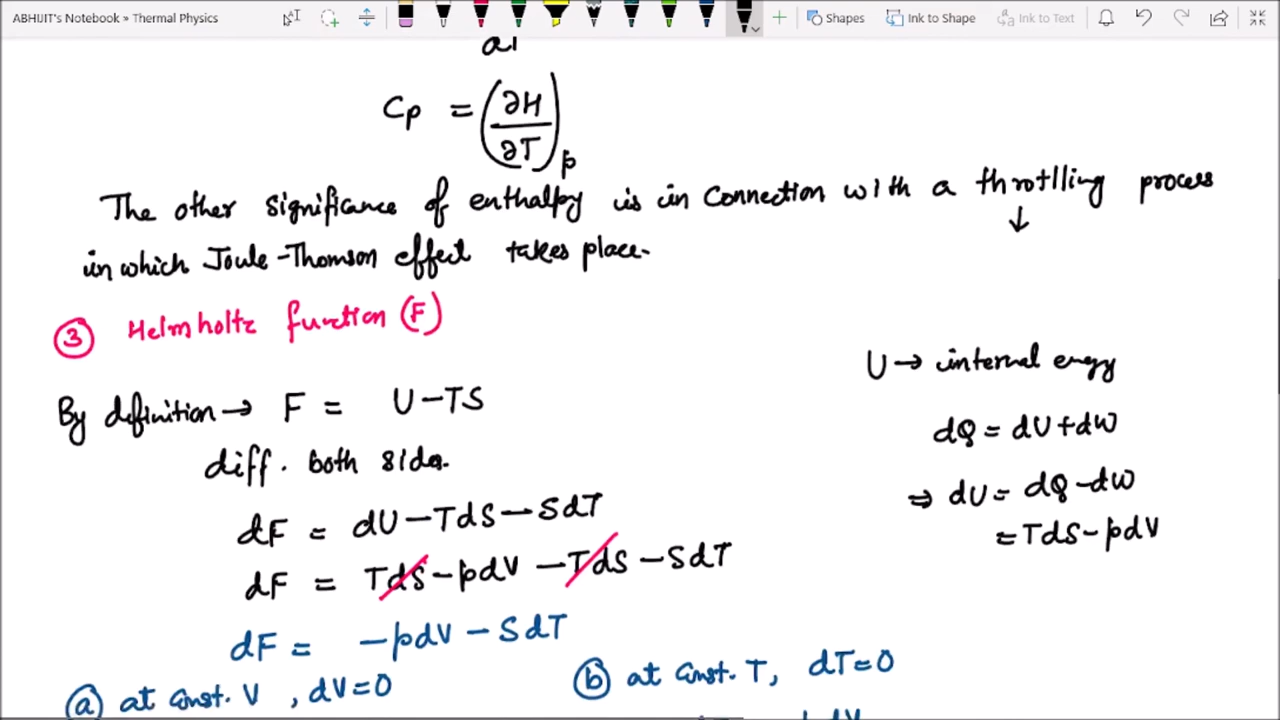 ABHIJIT's Notebook » Thermal Physics
Shapes
Ink to Shape
Ink to Text
Cp = (∂H/∂T)p
The other significance of enthalpy is in connection with a throttlling process
↓
in which Joule-Thomson effect takes place.
③ Helmholtz function (F)
By definition → F = U-TS
diff. both sides.
dF = dU-TdS-SdT
dF = TdS-pdV-TdS-SdT
dF = -pdV-SdT
ⓐ at const. V, dV=0
U → internal energy
dQ = dU+dW
⇒ dU = dQ-dW
= TdS-pdV
ⓑ at const. T, dT=0